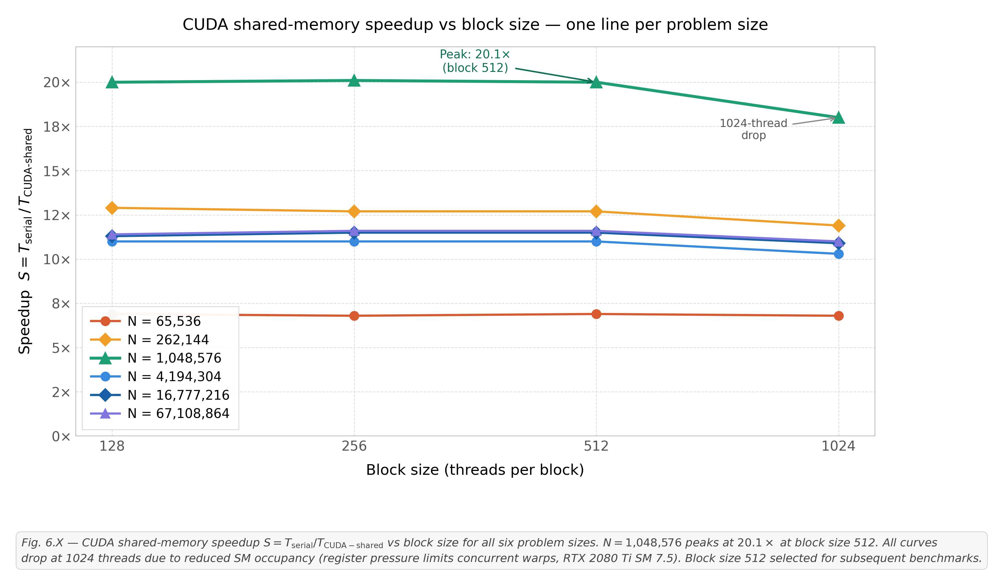 CUDA shared-memory speedup vs block size — one line per problem size
Peak: 20.1×
(block 512)
1024-thread
drop
Speedup S = T_serial / T_CUDA-shared
20×
18×
15×
12×
10×
8×
5×
2×
0×
N = 65,536
N = 262,144
N = 1,048,576
N = 4,194,304
N = 16,777,216
N = 67,108,864
128
256
512
1024
Block size (threads per block)
Fig. 6.X — CUDA shared-memory speedup S = T_serial/T_CUDA−shared vs block size for all six problem sizes. N = 1,048,576 peaks at 20.1 × at block size 512. All curves
drop at 1024 threads due to reduced SM occupancy (register pressure limits concurrent warps, RTX 2080 Ti SM 7.5). Block size 512 selected for subsequent benchmarks.